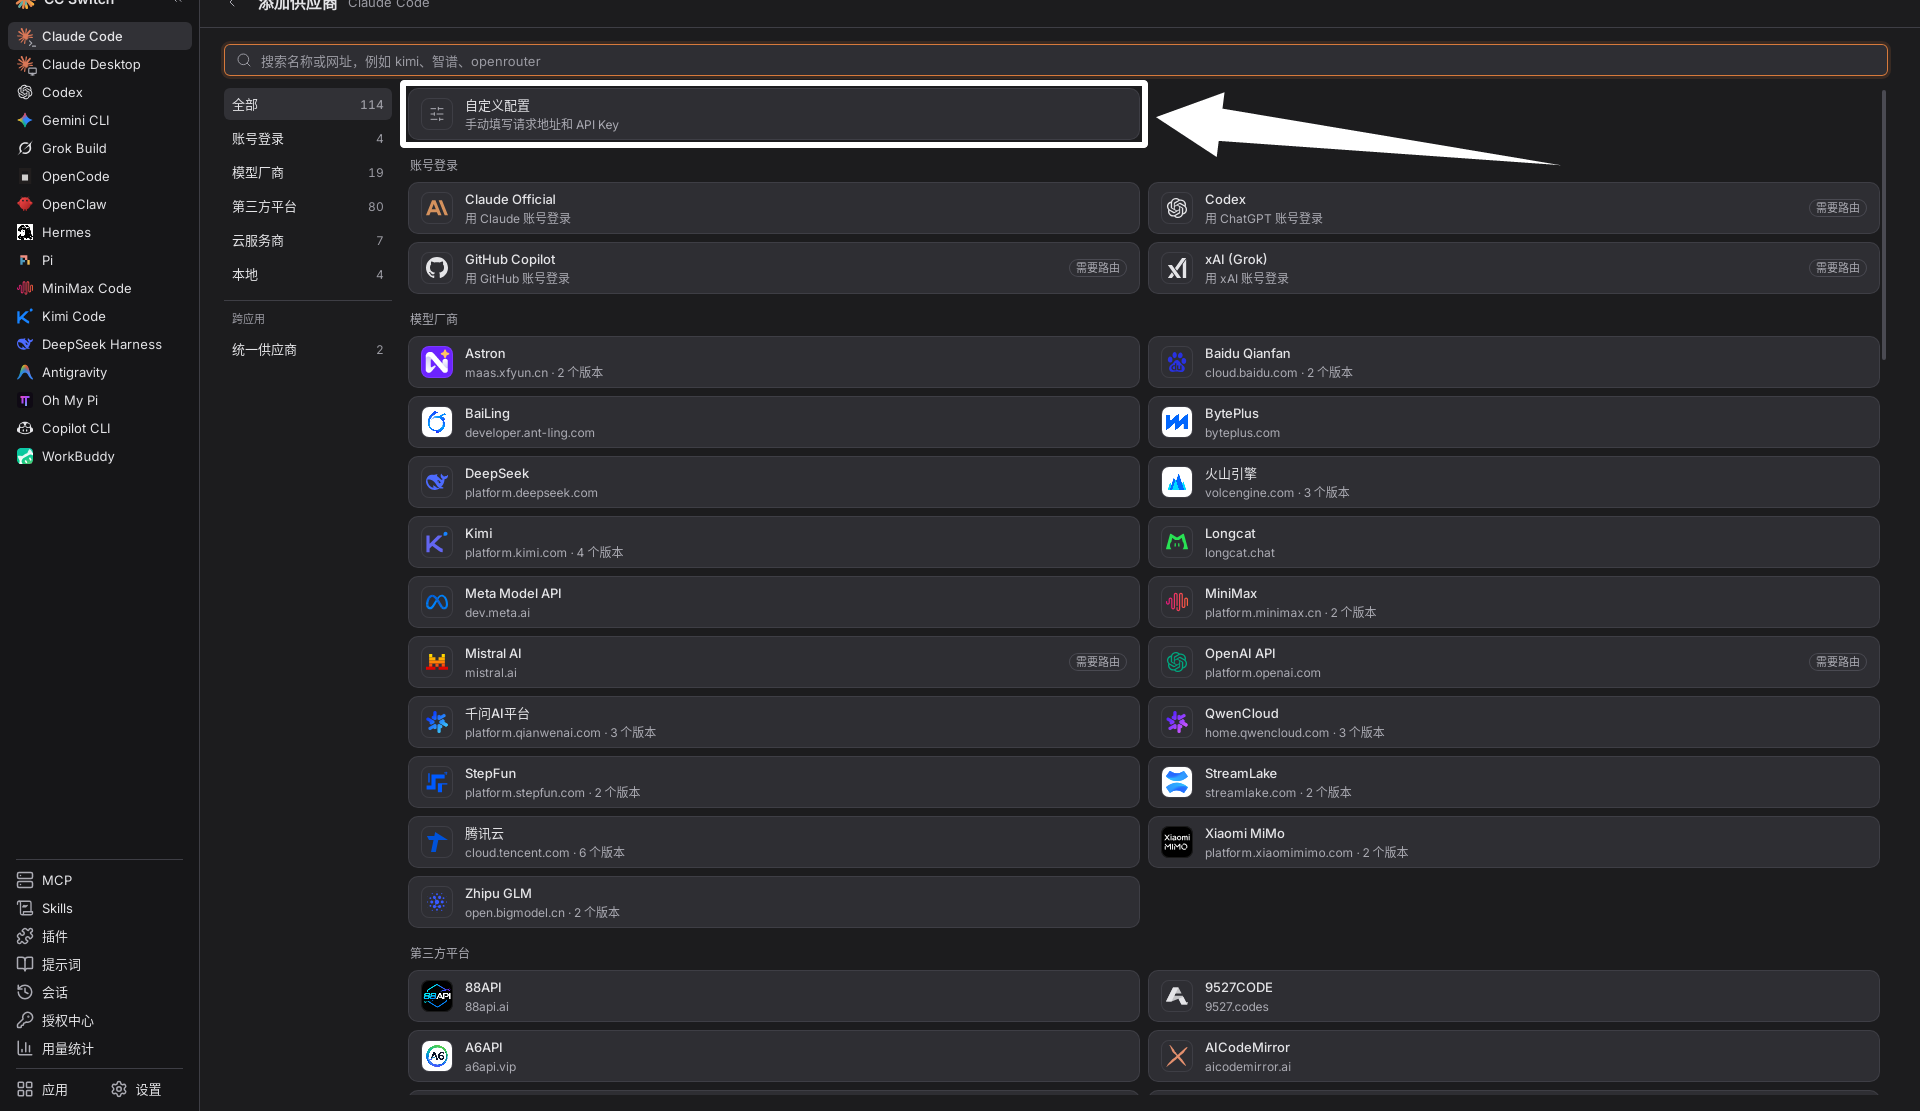 CC Switch
Claude Code
Claude Desktop
Codex
Gemini CLI
Grok Build
OpenCode
OpenClaw
Hermes
Pi
MiniMax Code
Kimi Code
DeepSeek Harness
Antigravity
Oh My Pi
Copilot CLI
WorkBuddy
MCP
Skills
插件
提示词
会话
授权中心
用量统计
应用
设置
添加供应商 Claude Code
搜索名称或网址，例如 kimi、智谱、openrouter
全部 114
账号登录 4
模型厂商 19
第三方平台 80
云服务商 7
本地 4
跨应用
统一供应商 2
自定义配置
手动填写请求地址和 API Key
账号登录
Claude Official
用 Claude 账号登录
Codex
用 ChatGPT 账号登录
需要路由
GitHub Copilot
用 GitHub 账号登录
需要路由
xAI (Grok)
用 xAI 账号登录
需要路由
模型厂商
Astron
maas.xfyun.cn · 2 个版本
Baidu Qianfan
cloud.baidu.com · 2 个版本
BaiLing
developer.ant-ling.com
BytePlus
byteplus.com
DeepSeek
platform.deepseek.com
火山引擎
volcengine.com · 3 个版本
Kimi
platform.kimi.com · 4 个版本
Longcat
longcat.chat
Meta Model API
dev.meta.ai
MiniMax
platform.minimax.cn · 2 个版本
Mistral AI
mistral.ai
需要路由
OpenAI API
platform.openai.com
需要路由
千问AI平台
platform.qianwenai.com · 3 个版本
QwenCloud
home.qwencloud.com · 3 个版本
StepFun
platform.stepfun.com · 2 个版本
StreamLake
streamlake.com · 2 个版本
腾讯云
cloud.tencent.com · 6 个版本
Xiaomi
MiMO
Xiaomi MiMo
platform.xiaomimimo.com · 2 个版本
Zhipu GLM
open.bigmodel.cn · 2 个版本
第三方平台
88API
88API
88api.ai
9527CODE
9527.codes
A6
A6API
a6api.vip
AICodeMirror
aicodemirror.ai